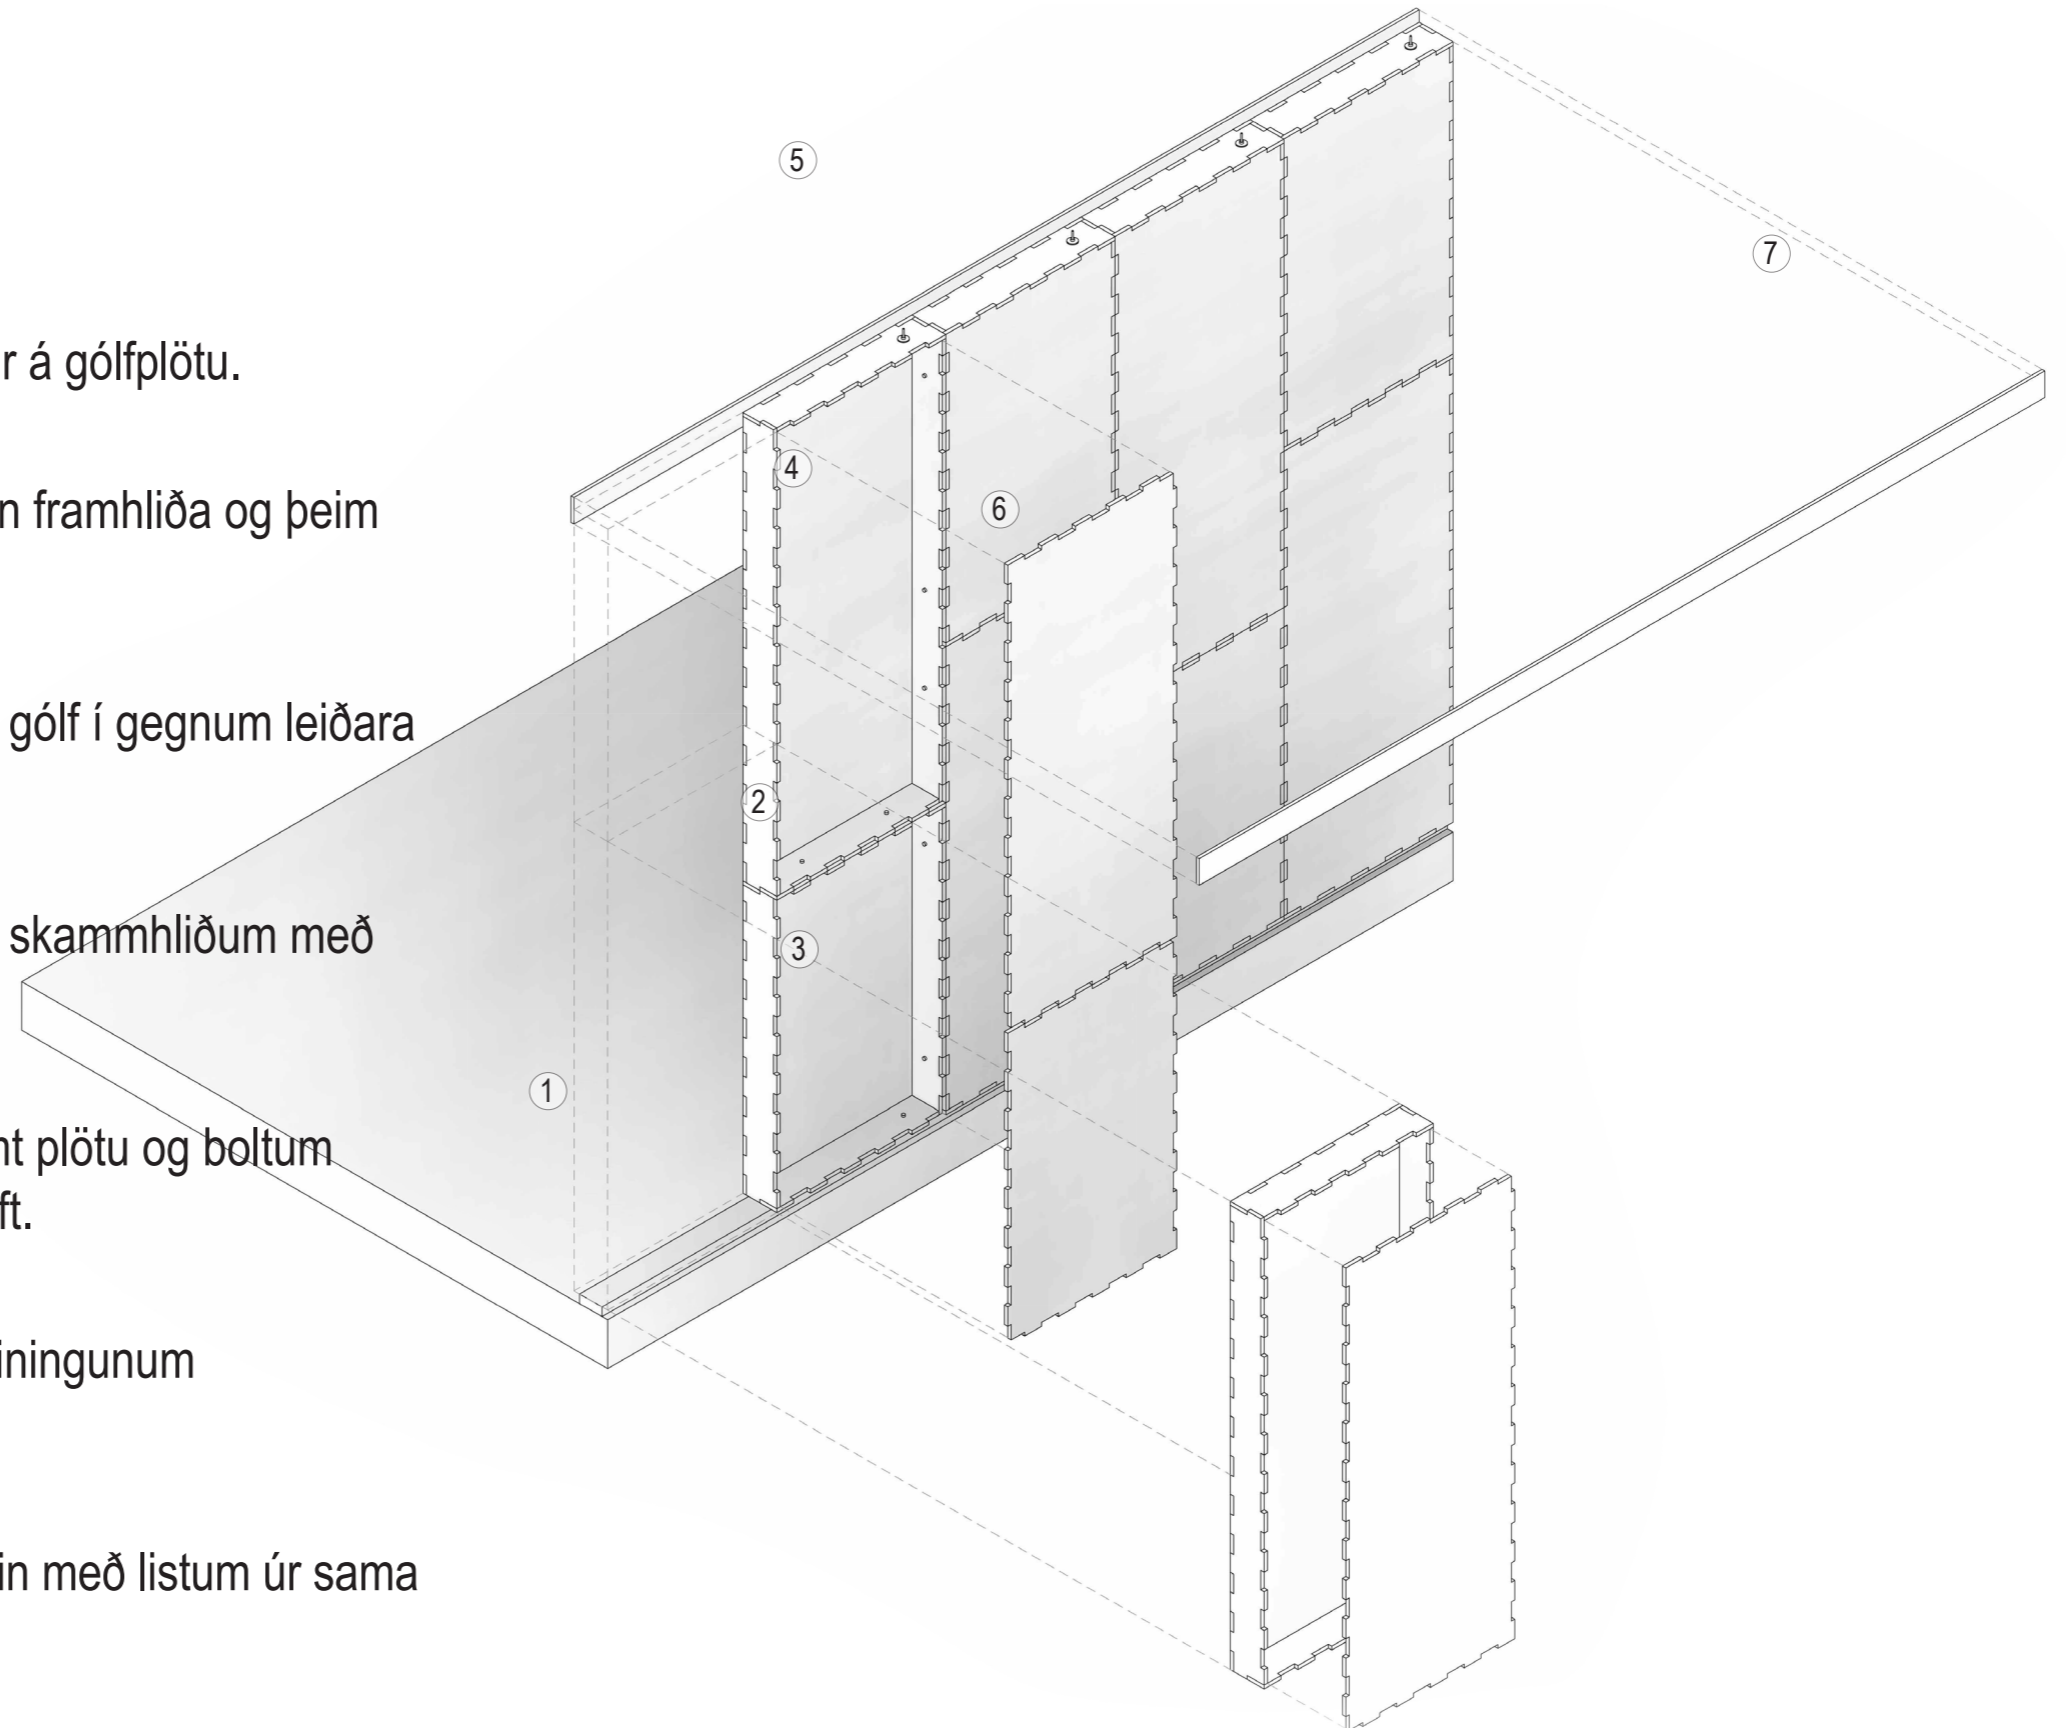 5
7
r á gólfplötu.
4
6
n framhliða og þeim
gólf í gegnum leiðara
2
skammhliðum með
3
1
nt plötu og boltum
ft.
iningunum
in með listum úr sama